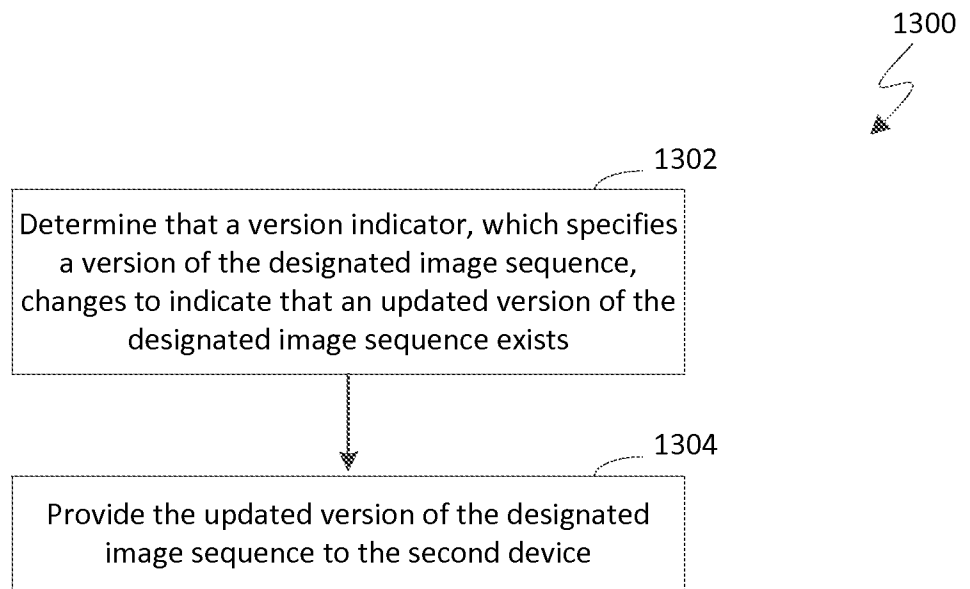 1300
1302
Determine that a version indicator, which specifies
a version of the designated image sequence,
changes to indicate that an updated version of the
designated image sequence exists
1304
Provide the updated version of the designated
image sequence to the second device